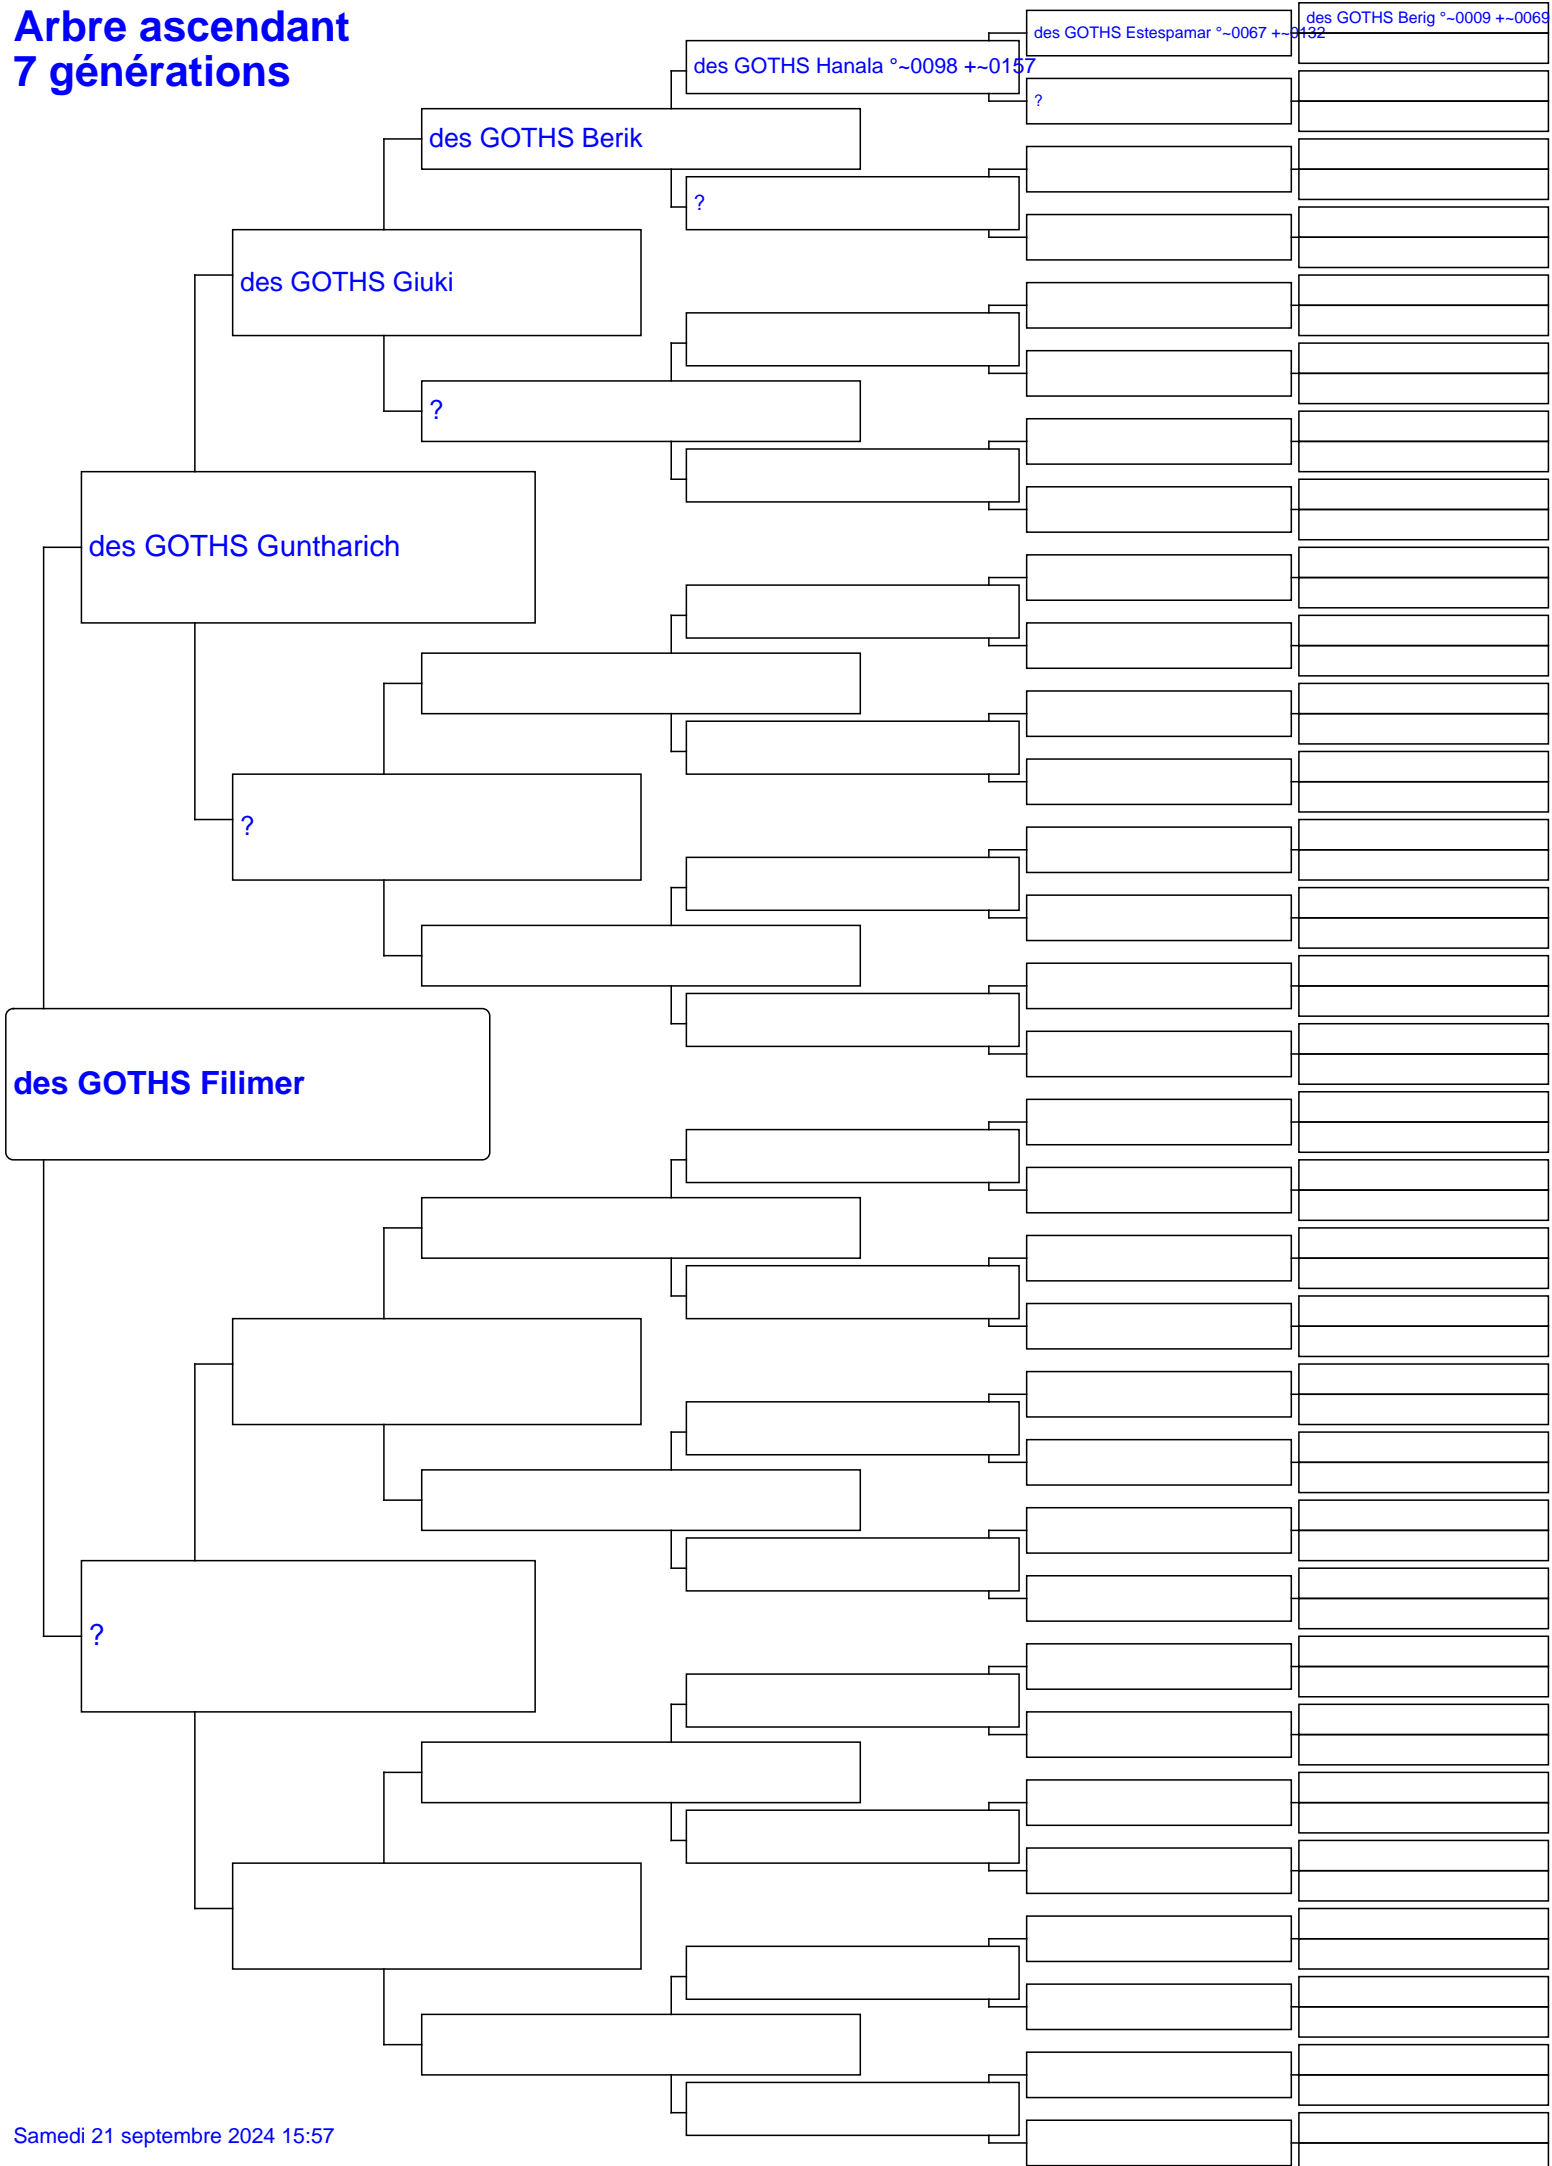 Arbre ascendant
7 générations
des GOTHS Berig °~0009 +~0069
des GOTHS Estespamar °~0067 +~0132
des GOTHS Hanala °~0098 +~0157
?
des GOTHS Berik
?
des GOTHS Giuki
?
des GOTHS Guntharich
?
des GOTHS Filimer
?
Samedi 21 septembre 2024 15:57